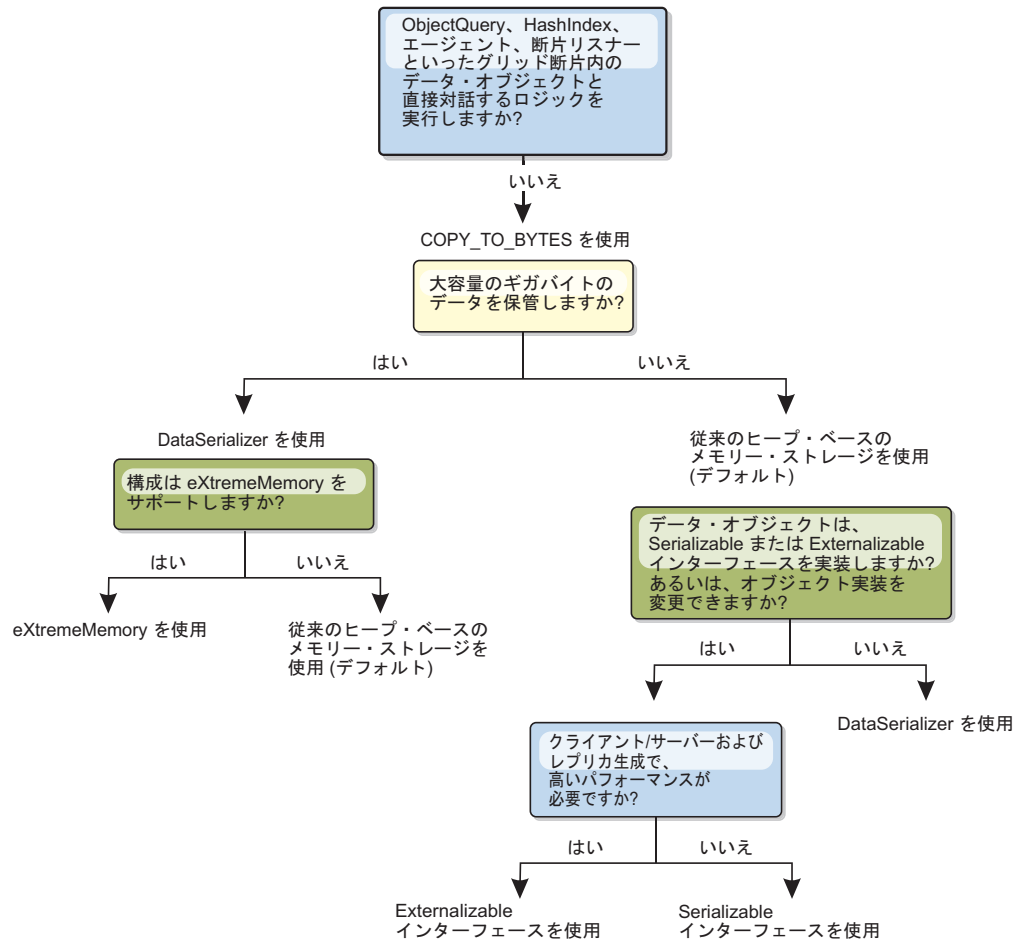 ObjectQuery、HashIndex、
エージェント、断片リスナー
といったグリッド断片内の
データ・オブジェクトと
直接対話するロジックを
実行しますか?
いいえ
COPY_TO_BYTES を使用
大容量のギガバイトの
データを保管しますか?
はい
いいえ
DataSerializer を使用
構成は eXtremeMemory を
サポートしますか?
はい
いいえ
eXtremeMemory を使用
従来のヒープ・ベースの
メモリー・ストレージを
使用 (デフォルト)
従来のヒープ・ベースの
メモリー・ストレージを使用
(デフォルト)
データ・オブジェクトは、
Serializable または Externalizable
インターフェースを実装しますか?
あるいは、オブジェクト実装を
変更できますか?
はい
いいえ
DataSerializer を使用
クライアント/サーバーおよび
レプリカ生成で、
高いパフォーマンスが
必要ですか?
はい
いいえ
Externalizable
インターフェースを使用
Serializable
インターフェースを使用